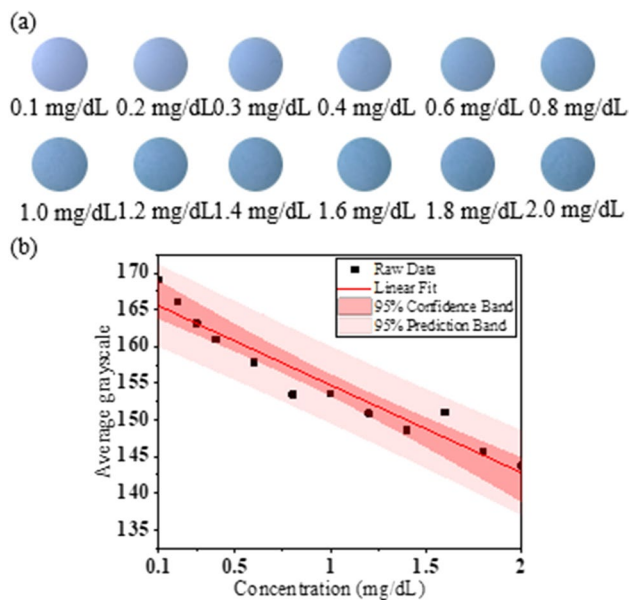 (a)
0.1 mg/dL 0.2 mg/dL 0.3 mg/dL 0.4 mg/dL 0.6 mg/dL 0.8 mg/dL
1.0 mg/dL 1.2 mg/dL 1.4 mg/dL 1.6 mg/dL 1.8 mg/dL 2.0 mg/dL
(b)
Raw Data
Linear Fit
95% Confidence Band
95% Prediction Band
Average grayscale
170
165
160
155
150
145
140
135
0.1 0.5 1 1.5 2
Concentration (mg/dL)